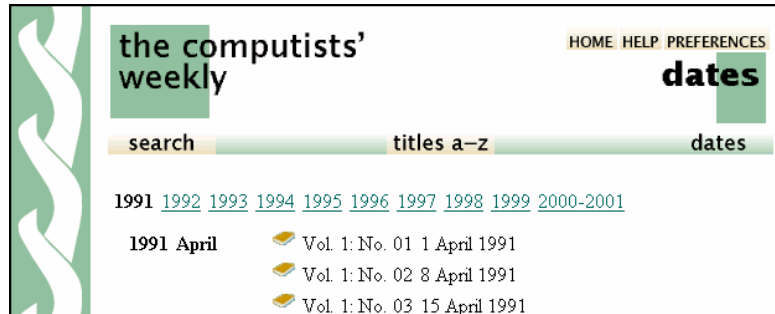 the computists'
weekly
HOME HELP PREFERENCES
dates
search titles a–z dates
1991 1992 1993 1994 1995 1996 1997 1998 1999 2000-2001
1991 April Vol. 1: No. 01 1 April 1991
Vol. 1: No. 02 8 April 1991
Vol. 1: No. 03 15 April 1991